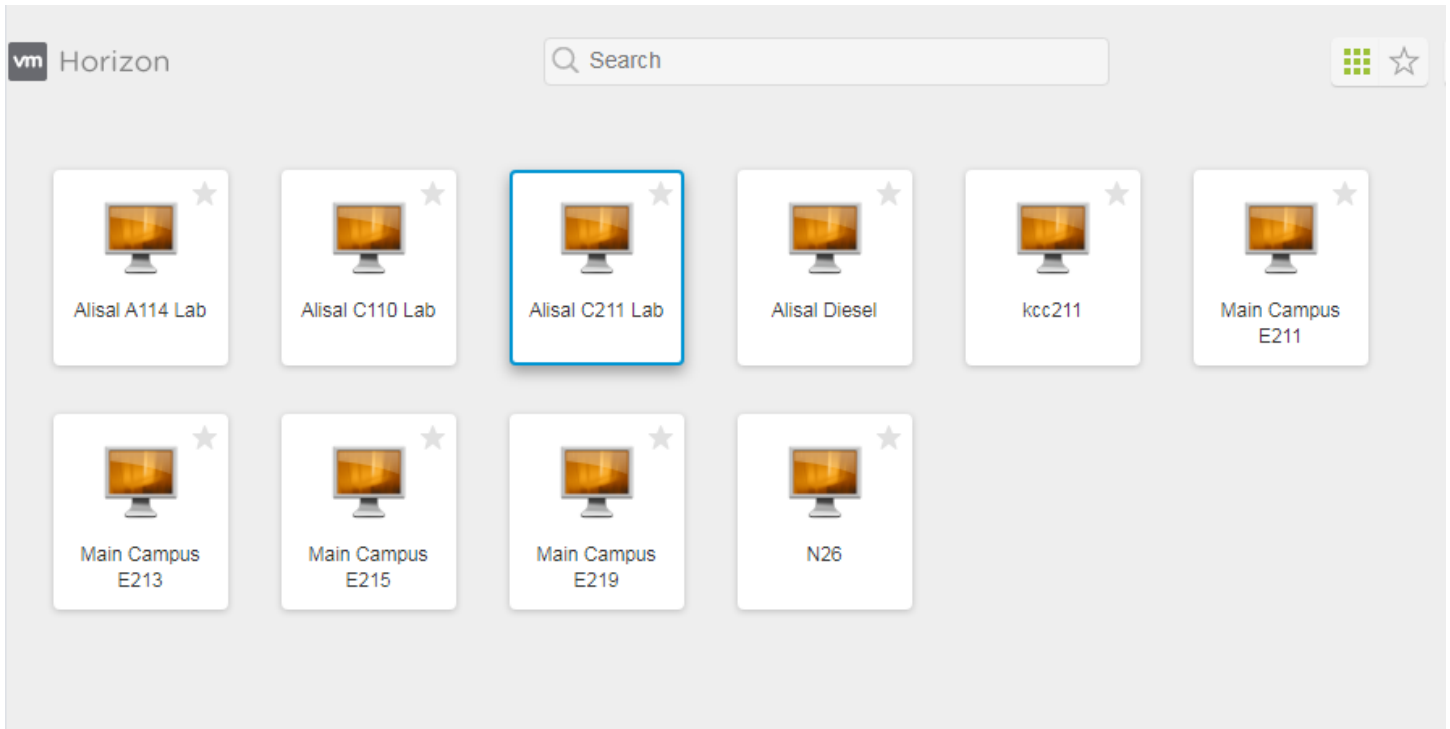 vm Horizon
Search
Alisal A114 Lab
Alisal C110 Lab
Alisal C211 Lab
Alisal Diesel
kcc211
Main Campus
E211
Main Campus
E213
Main Campus
E215
Main Campus
E219
N26